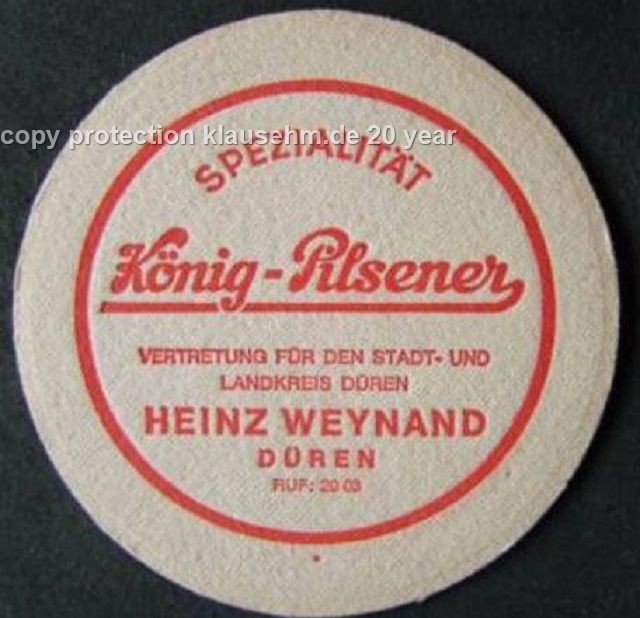 copy protection klausehm.de 20 year
SPEZIALITÄT
König-Pilsener
VERTRETUNG FÜR DEN STADT- UND
LANDKREIS DÜREN
HEINZ WEYNAND
DÜREN
RUF: 20 03